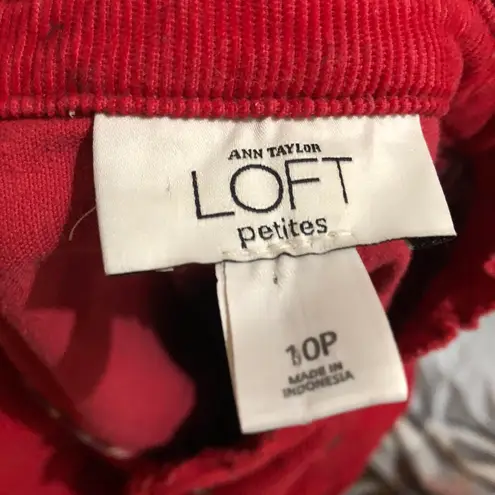 ANN TAYLOR
LOFT
petites
10P
MADE IN
INDONESIA